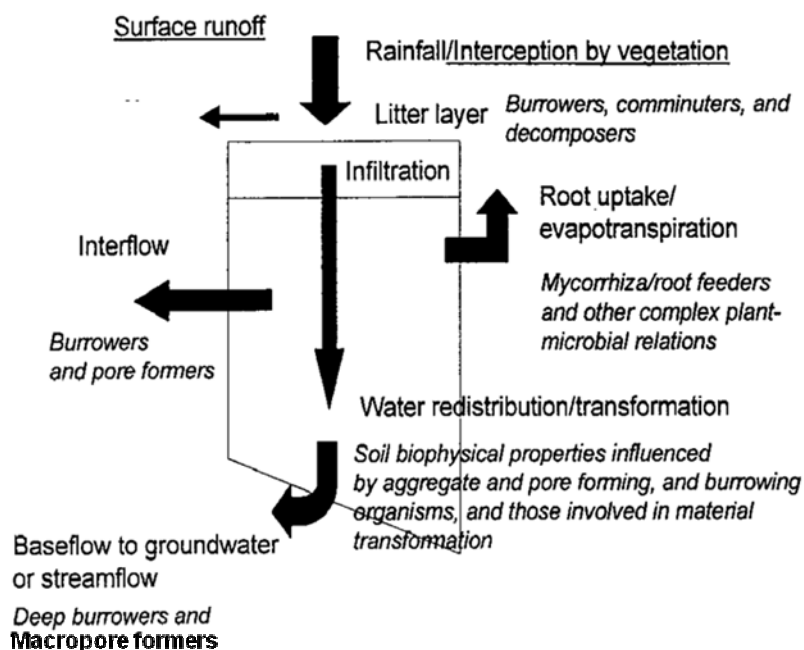 Surface runoff
Rainfall/Interception by vegetation
Litter layer
Burrowers, comminuters, and
decomposers
Infiltration
Root uptake/
evapotranspiration
Interflow
Mycorrhiza/root feeders
and other complex plant-
microbial relations
Burrowers
and pore formers
Water redistribution/transformation
Soil biophysical properties influenced
by aggregate and pore forming, and burrowing
organisms, and those involved in material
transformation
Baseflow to groundwater
or streamflow
Deep burrowers and
Macropore formers